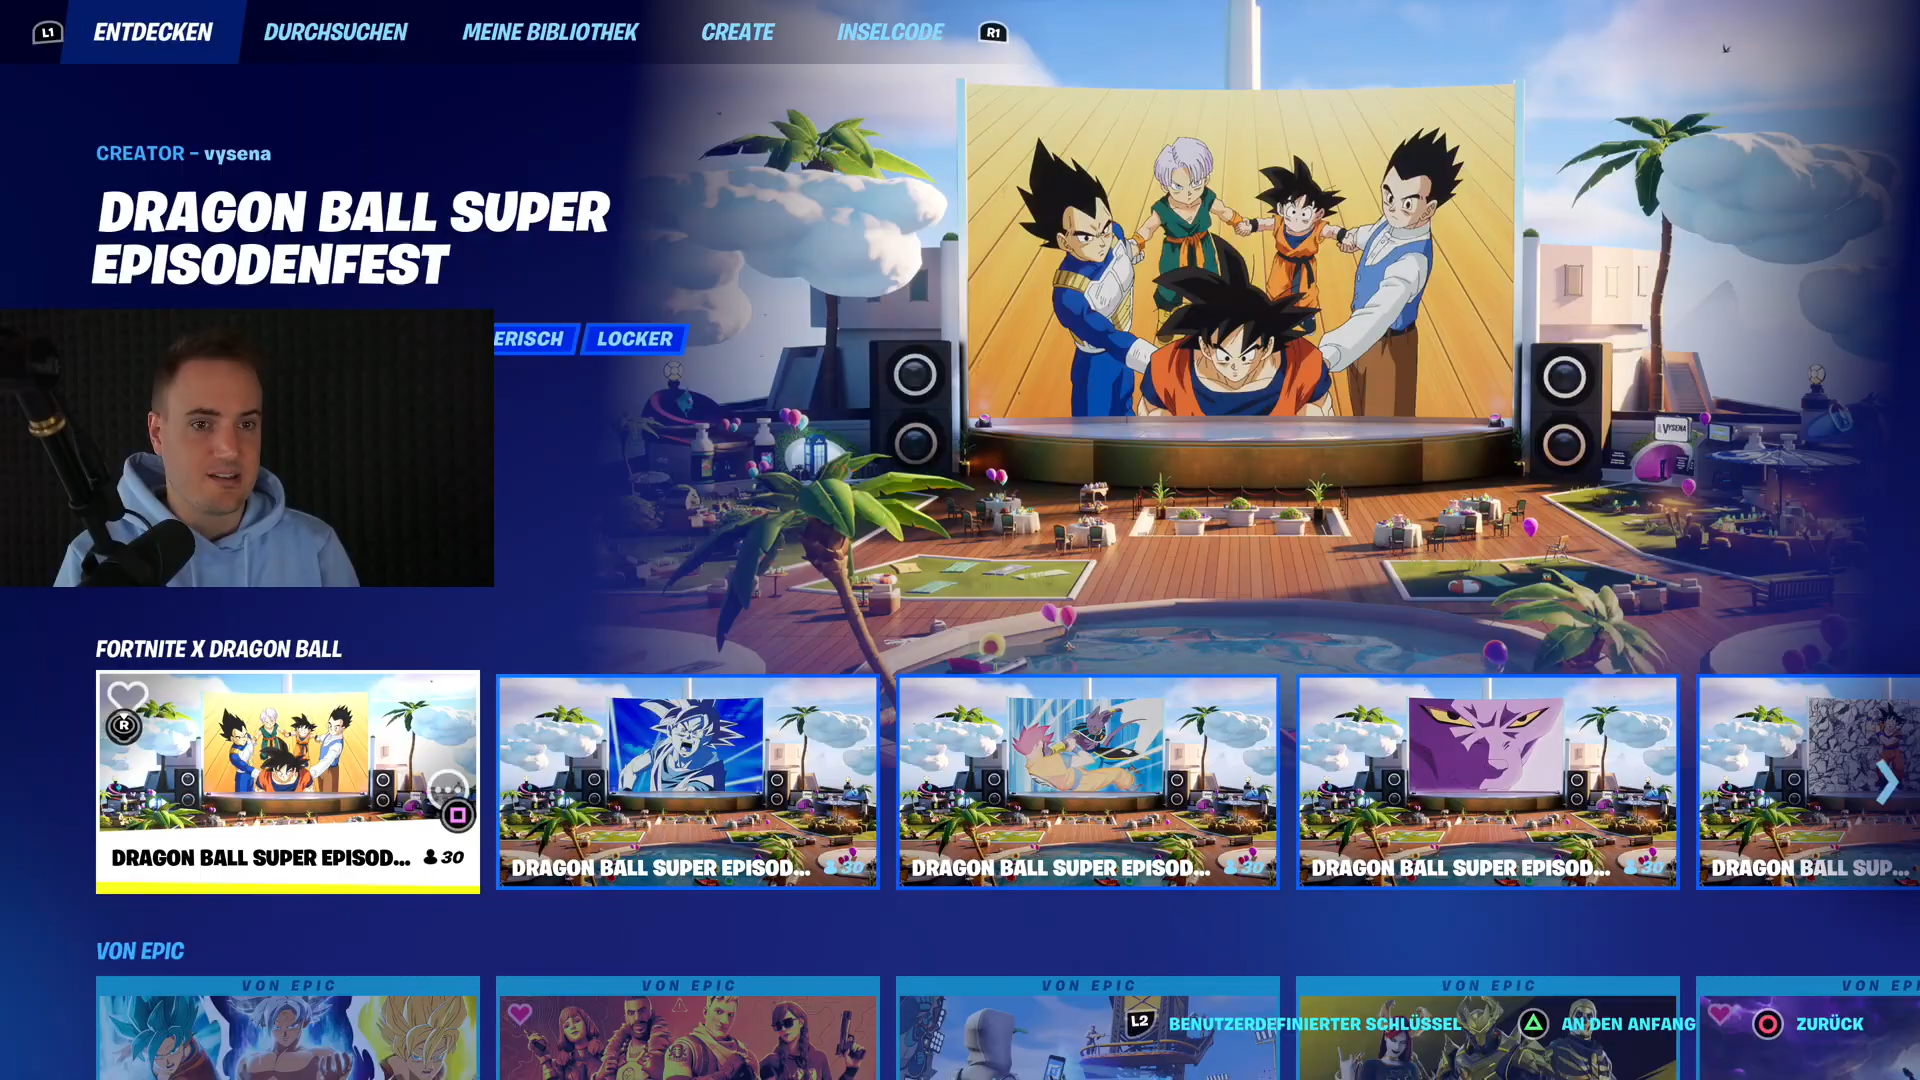 L1
ENTDECKEN
DURCHSUCHEN
MEINE BIBLIOTHEK
CREATE
INSELCODE
R1
CREATOR – vysena
DRAGON BALL SUPER
EPISODENFEST
ERISCH
LOCKER
VYSENA
FORTNITE X DRAGON BALL
R
DRAGON BALL SUPER EPISOD... 30
DRAGON BALL SUPER EPISOD... 30
DRAGON BALL SUPER EPISOD... 30
DRAGON BALL SUPER EPISOD... 30
DRAGON BALL SUP...
VON EPIC
VON EPIC
VON EPIC
VON EPIC
VON EPIC
VON EPI
L2
BENUTZERDEFINIERTER SCHLÜSSEL
AN DEN ANFANG
ZURÜCK